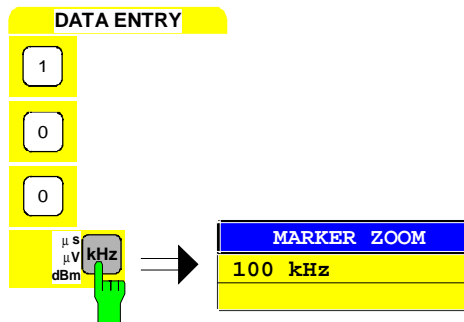 DATA ENTRY
1
0
0
μs
μV
dBm
kHz
MARKER ZOOM
100 kHz